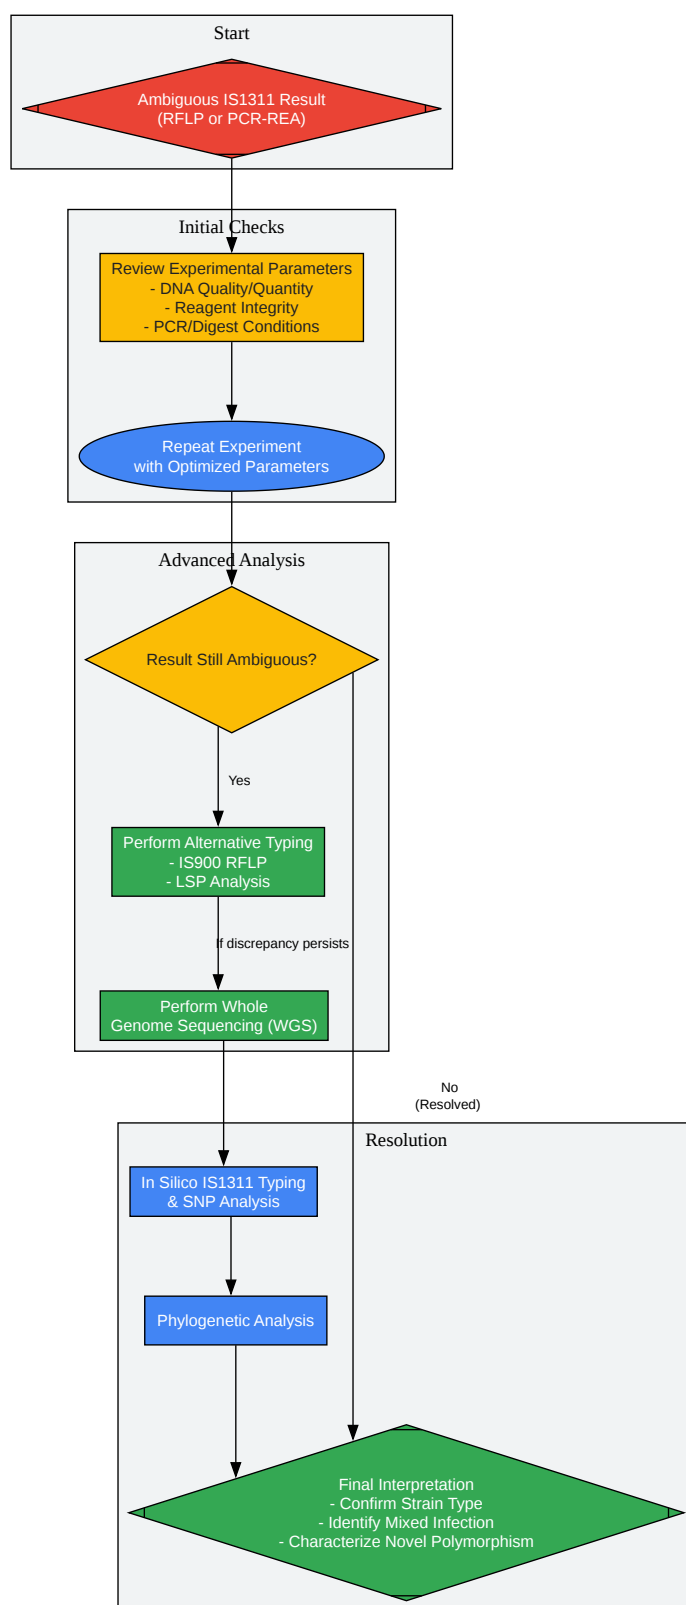 Start
Ambiguous IS1311 Result
(RFLP or PCR-REA)
Initial Checks
Review Experimental Parameters
- DNA Quality/Quantity
- Reagent Integrity
- PCR/Digest Conditions
Repeat Experiment
with Optimized Parameters
Advanced Analysis
Result Still Ambiguous?
Yes
Perform Alternative Typing
- IS900 RFLP
- LSP Analysis
If discrepancy persists
Perform Whole
Genome Sequencing (WGS)
No
(Resolved)
Resolution
In Silico IS1311 Typing
& SNP Analysis
Phylogenetic Analysis
Final Interpretation
- Confirm Strain Type
- Identify Mixed Infection
- Characterize Novel Polymorphism